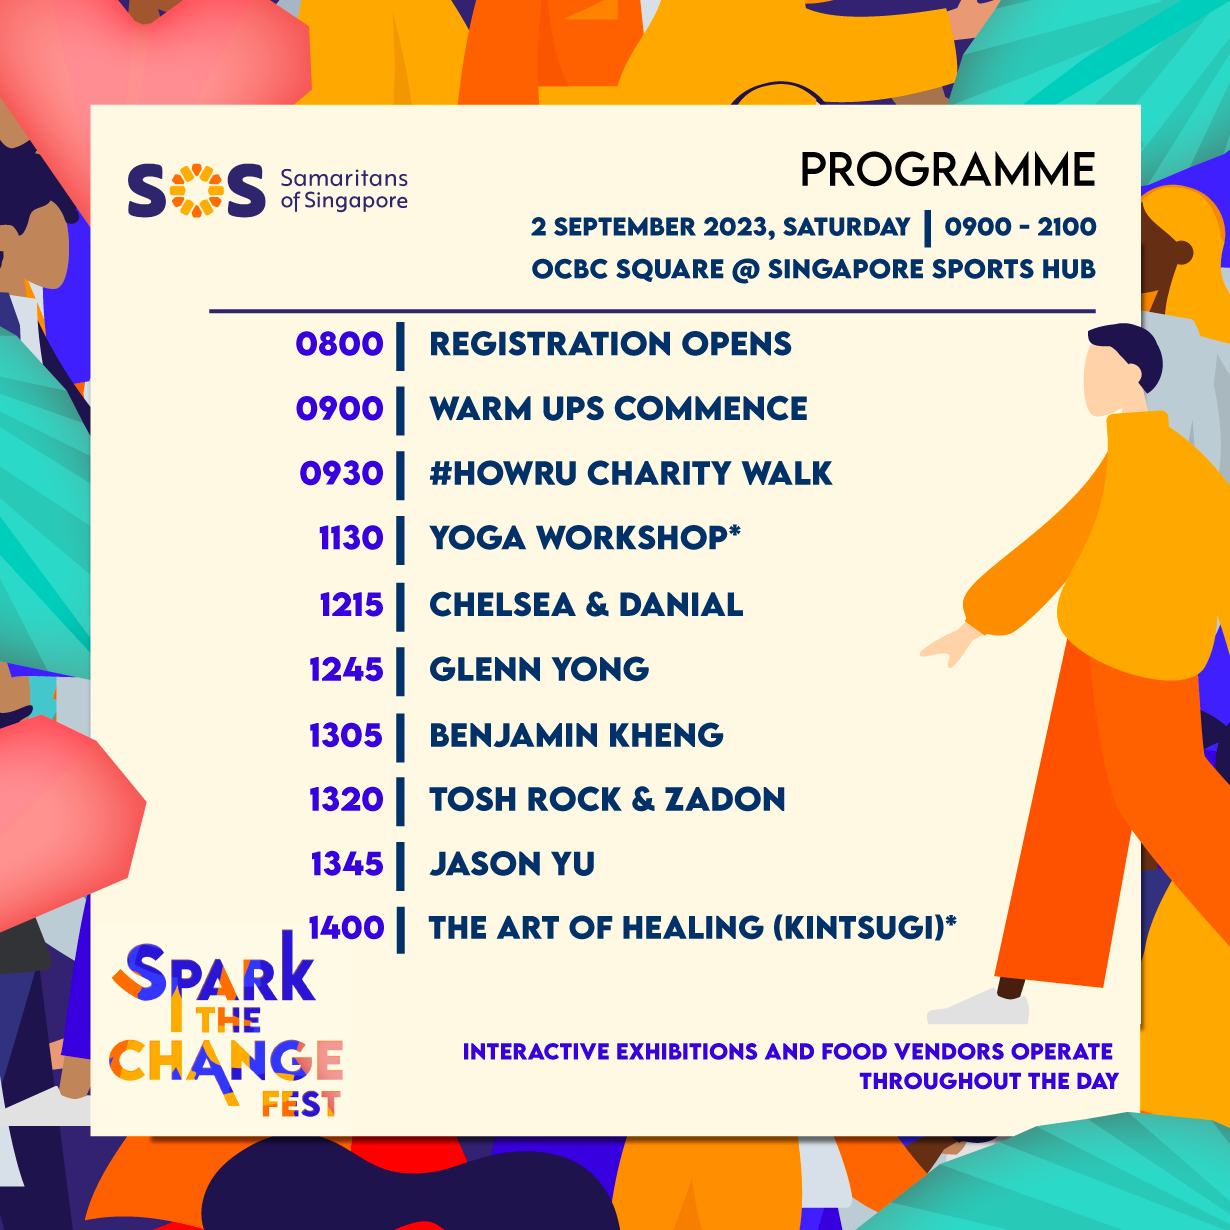 SOS Samaritans
of Singapore
PROGRAMME
2 SEPTEMBER 2023, SATURDAY | 0900 - 2100
OCBC SQUARE @ SINGAPORE SPORTS HUB
0800 | REGISTRATION OPENS
0900 | WARM UPS COMMENCE
0930 | #HOWRU CHARITY WALK
1130 | YOGA WORKSHOP*
1215 | CHELSEA & DANIAL
1245 | GLENN YONG
1305 | BENJAMIN KHENG
1320 | TOSH ROCK & ZADON
1345 | JASON YU
1400 | THE ART OF HEALING (KINTSUGI)*
SPARK
THE
CHANGE
FEST
INTERACTIVE EXHIBITIONS AND FOOD VENDORS OPERATE
THROUGHOUT THE DAY